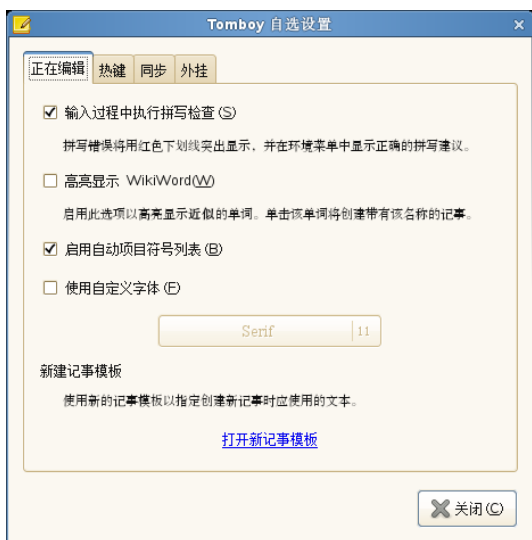 Tomboy 自选设置
正在编辑 热键 同步 外挂
输入过程中执行拼写检查(S)
拼写错误将用红色下划线突出显示，并在环境菜单中显示正确的拼写建议。
高亮显示 WikiWord(W)
启用此选项以高亮显示近似的单词。单击该单词将创建带有该名称的记事。
启用自动项目符号列表(B)
使用自定义字体(F)
Serif 11
新建记事模板
使用新的记事模板以指定创建新记事时应使用的文本。
打开新记事模板
关闭(C)